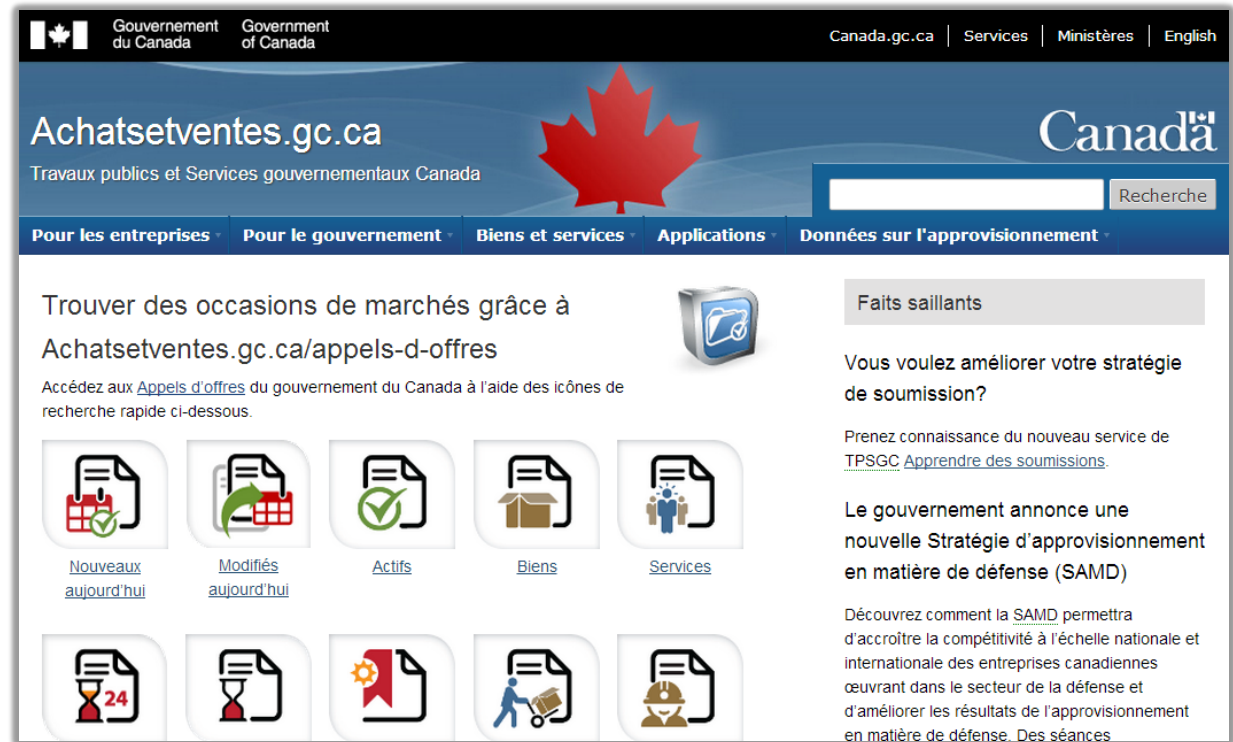 Gouvernement
du Canada
Government
of Canada
Canada.gc.ca
Services
Ministères
English
Achatsetventes.gc.ca
Travaux publics et Services gouvernementaux Canada
Canada
Recherche
Pour les entreprises
Pour le gouvernement
Biens et services
Applications
Données sur l'approvisionnement
Trouver des occasions de marchés grâce à
Achatsetventes.gc.ca/appels-d-offres
Accédez aux Appels d'offres du gouvernement du Canada à l'aide des icônes de
recherche rapide ci-dessous.
Nouveaux
aujourd'hui
Modifiés
aujourd'hui
Actifs
Biens
Services
24
Faits saillants
Vous voulez améliorer votre stratégie
de soumission?
Prenez connaissance du nouveau service de
TPSGC Apprendre des soumissions.
Le gouvernement annonce une
nouvelle Stratégie d'approvisionnement
en matière de défense (SAMD)
Découvrez comment la SAMD permettra
d'accroître la compétitivité à l'échelle nationale et
internationale des entreprises canadiennes
œuvrant dans le secteur de la défense et
d'améliorer les résultats de l'approvisionnement
en matière de défense. Des séances